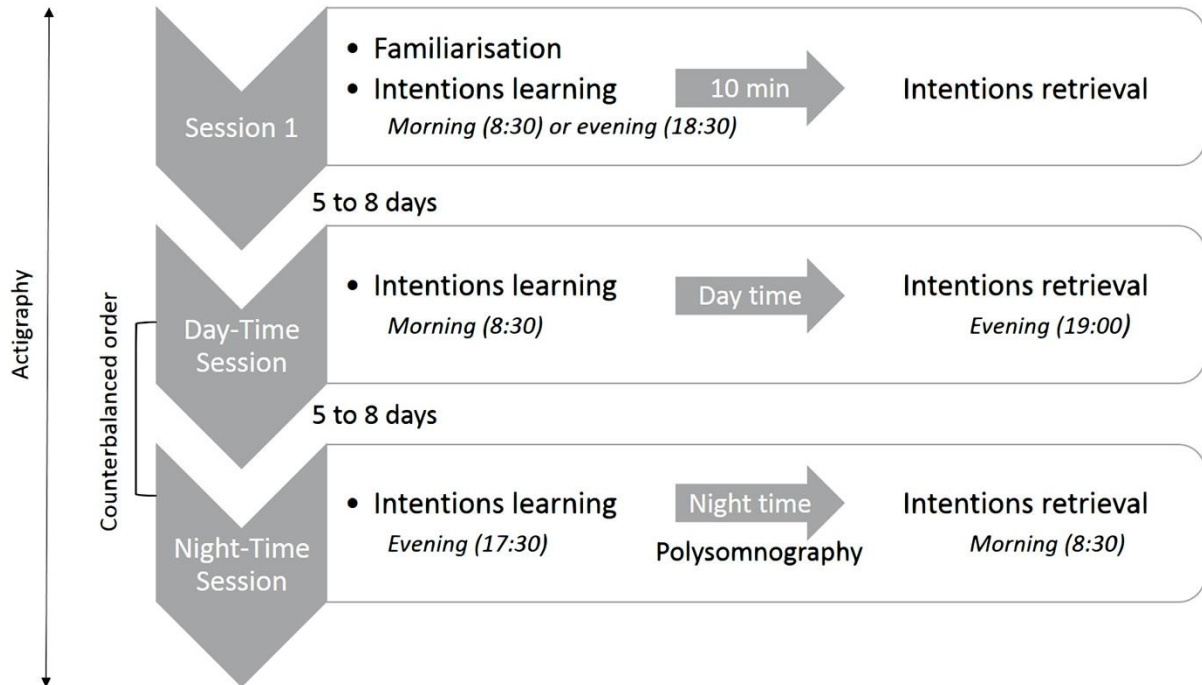 • Familiarisation
• Intentions learning
Morning (8:30) or evening (18:30)
10 min
Intentions retrieval
Session 1
5 to 8 days
• Intentions learning
Morning (8:30)
Day time
Intentions retrieval
Evening (19:00)
Day-Time
Session
5 to 8 days
• Intentions learning
Evening (17:30)
Night time
Polysomnography
Intentions retrieval
Morning (8:30)
Night-Time
Session
Counterbalanced order
Actigraphy